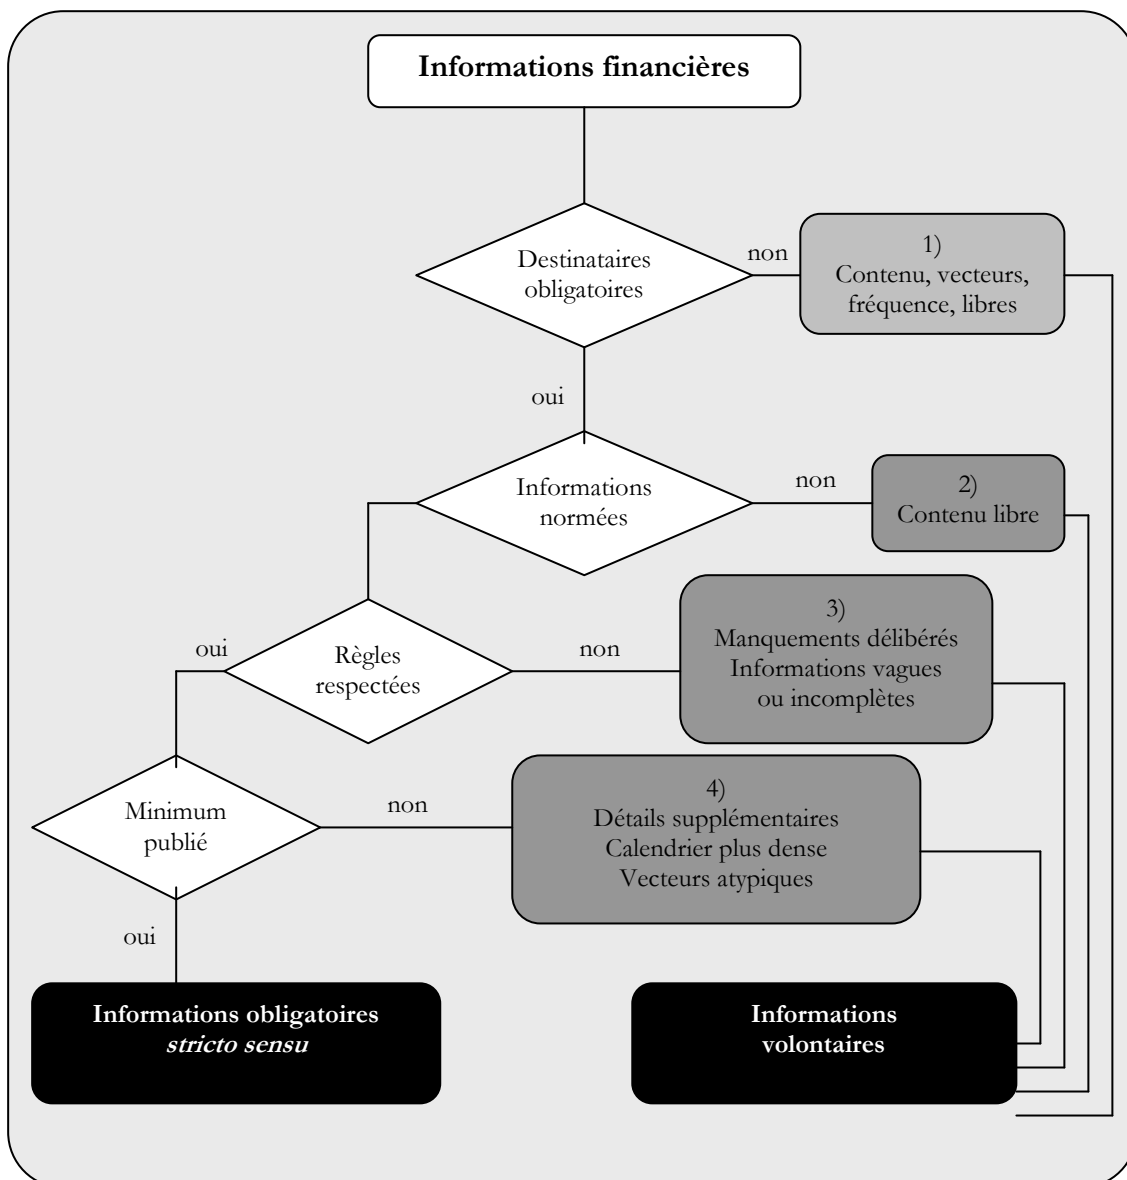 Informations financières
Destinataires
obligatoires
non
1)
Contenu, vecteurs,
fréquence, libres
oui
Informations
normées
non
2)
Contenu libre
oui
Règles
respectées
non
3)
Manquements délibérés
Informations vagues
ou incomplètes
Minimum
publié
non
4)
Détails supplémentaires
Calendrier plus dense
Vecteurs atypiques
oui
Informations obligatoires
stricto sensu
Informations
volontaires